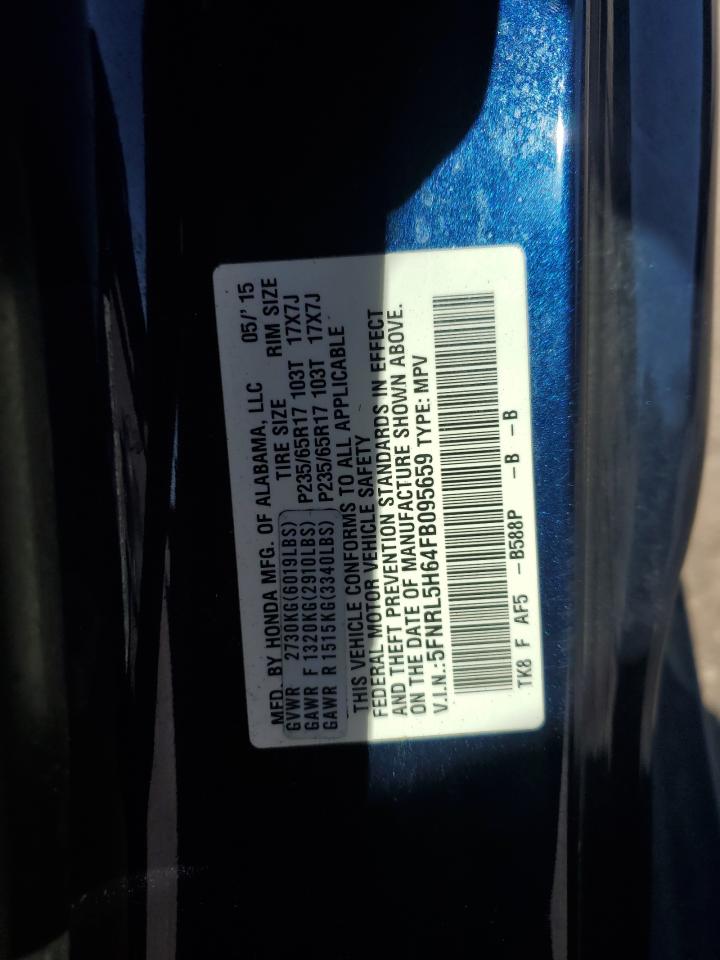 MFD. BY HONDA MFG. OF ALABAMA, LLC 05/' 15
GVWR 2730KG(6019LBS) TIRE SIZE RIM SIZE
GAWR F 1320KG(2910LBS) P235/65R17 103T 17X7J
GAWR R 1515KG(3340LBS) P235/65R17 103T 17X7J
THIS VEHICLE CONFORMS TO ALL APPLICABLE
FEDERAL MOTOR VEHICLE SAFETY
AND THEFT PREVENTION STANDARDS IN EFFECT
ON THE DATE OF MANUFACTURE SHOWN ABOVE.
V.I.N.:5FNRL5H64FB095659 TYPE: MPV
TK8 F AF5 -B588P -B -B